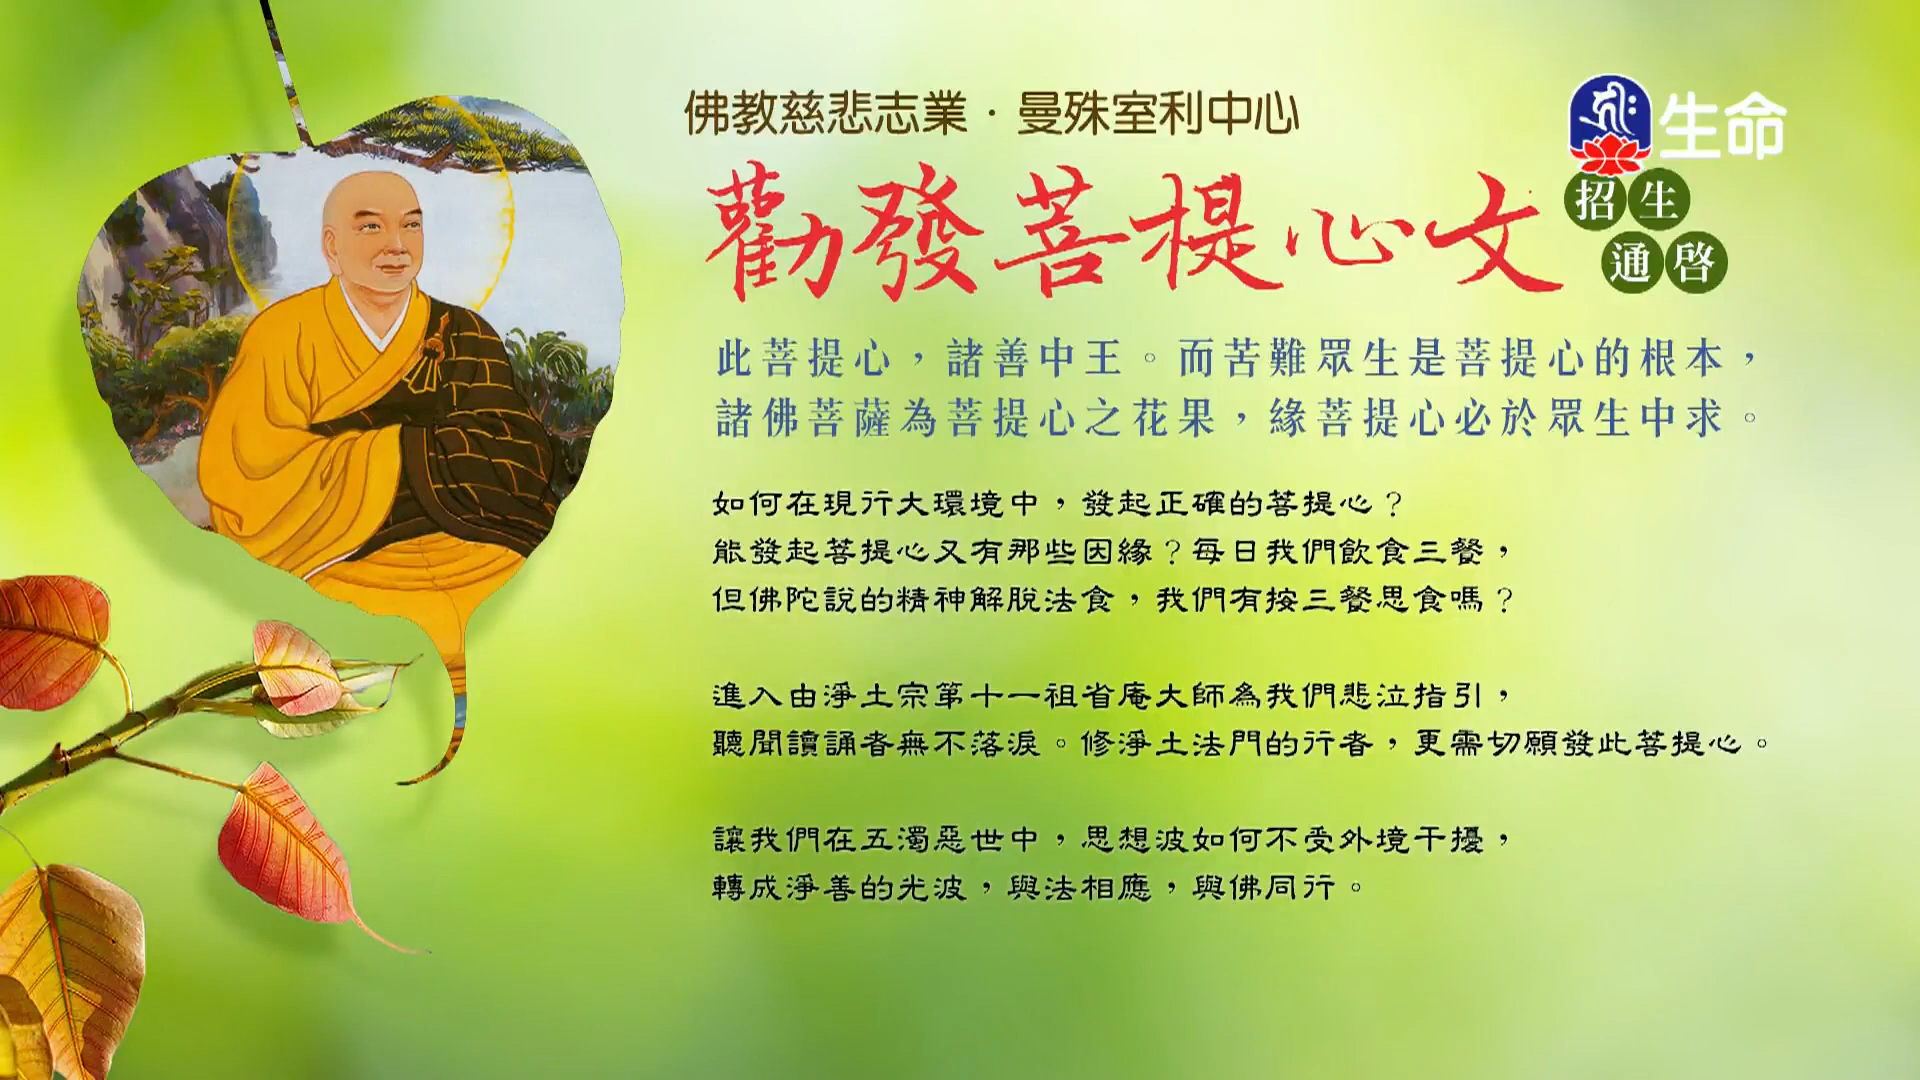 佛教慈悲志業．曼殊室利中心
生命
勸發菩提心文
招生
通啓
此菩提心，諸善中王。而苦難眾生是菩提心的根本，
諸佛菩薩為菩提心之花果，緣菩提心必於眾生中求。
如何在現行大環境中，發起正確的菩提心？
能發起菩提心又有那些因緣？每日我們飲食三餐，
但佛陀說的精神解脫法食，我們有按三餐思食嗎？
進入由淨土宗第十一祖省庵大師為我們悲泣指引，
聽聞讀誦者無不落淚。修淨土法門的行者，更需切願發此菩提心。
讓我們在五濁惡世中，思想波如何不受外境干擾，
轉成淨善的光波，與法相應，與佛同行。